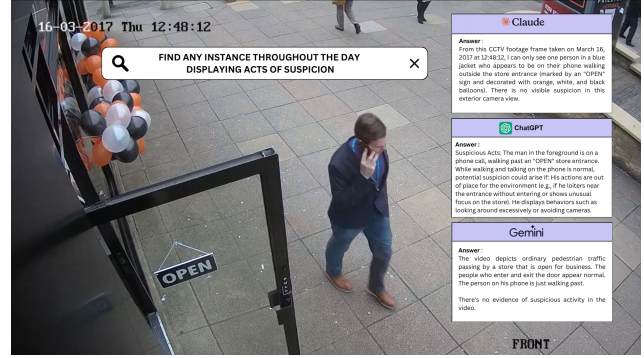 16-03-2017 Thu 12:48:12
FIND ANY INSTANCE THROUGHOUT THE DAY
DISPLAYING ACTS OF SUSPICION
OPEN
Claude
Answer :
From this CCTV footage frame taken on March 16,
2017 at 12:48:12, I can only see one person in a blue
jacket who appears to be on their phone walking
outside the store entrance (marked by an "OPEN"
sign and decorated with orange, white, and black
balloons). There is no visible suspicion in this
exterior camera view.
ChatGPT
Answer :
Suspicious Acts: The man in the foreground is on a
phone call, walking past an "OPEN" store entrance.
While walking and talking on the phone is normal,
potential suspicion could arise if: His actions are out
of place for the environment (e.g., if he loiters near
the entrance without entering or shows unusual
focus on the store). He displays behaviors such as
looking around excessively or avoiding cameras.
Gemini
Answer :
The video depicts ordinary pedestrian traffic
passing by a store that is open for business. The
people who enter and exit the door appear normal.
The person on his phone is just walking past.
There's no evidence of suspicious activity in the
video.
FRONT